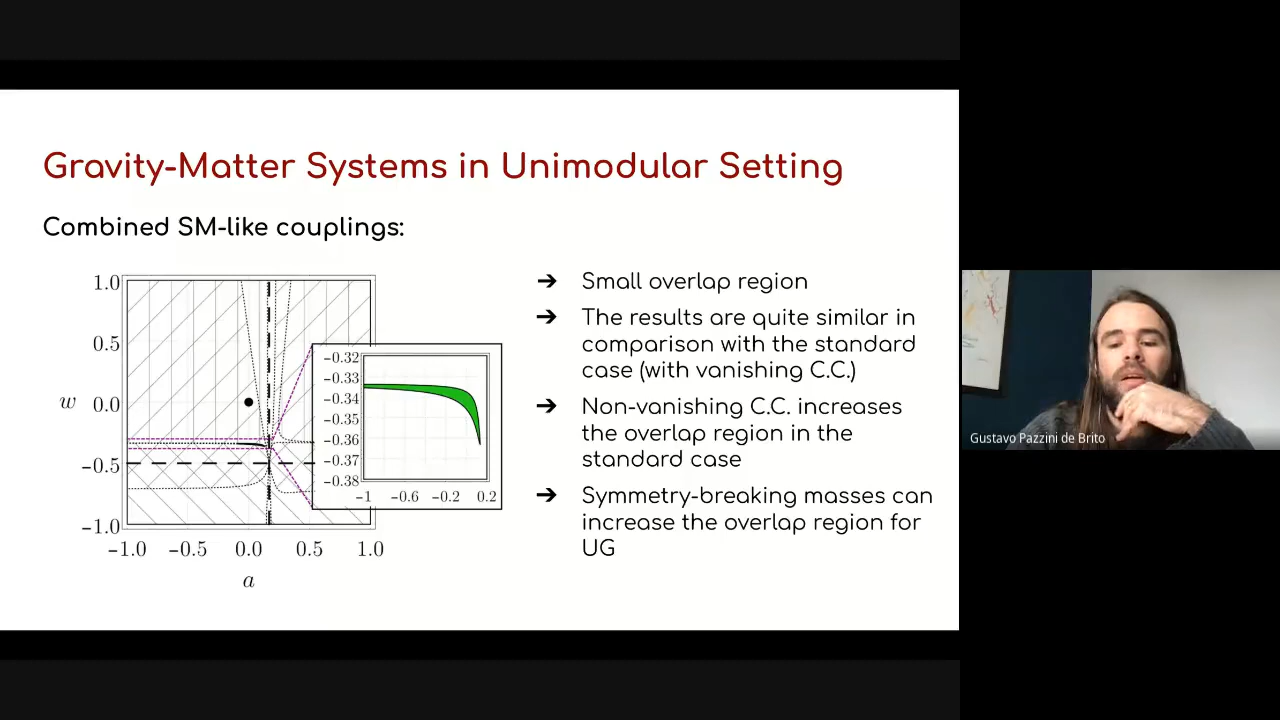 Gravity-Matter Systems in Unimodular Setting
Combined SM-like couplings:
1.0
0.5
0.0
−0.5
−1.0
w
−1.0 −0.5 0.0 0.5 1.0
a
−0.32
−0.33
−0.34
−0.35
−0.36
−0.37
−0.38
−1 −0.6 −0.2 0.2
➔ Small overlap region
➔ The results are quite similar in
comparison with the standard
case (with vanishing C.C.)
➔ Non-vanishing C.C. increases
the overlap region in the
standard case
➔ Symmetry-breaking masses can
increase the overlap region for
UG
Gustavo Pazzini de Brito